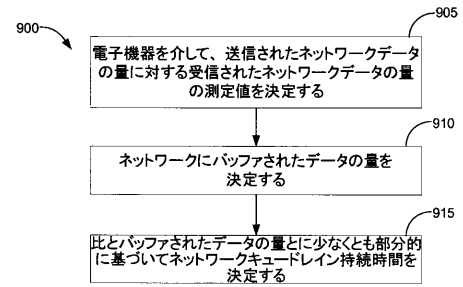 900
905
電子機器を介して、送信されたネットワークデータ
の量に対する受信されたネットワークデータの量
の測定値を決定する
910
ネットワークにバッファされたデータの量を
決定する
915
比とバッファされたデータの量とに少なくとも部分的
に基づいてネットワークキュードレイン持続時間を
決定する